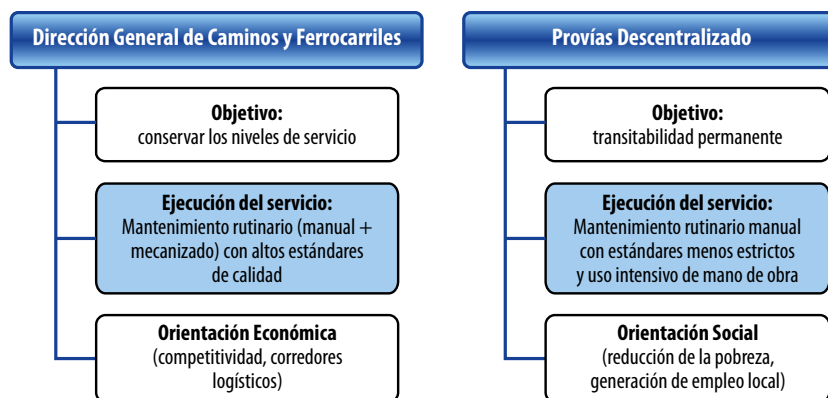 Dirección General de Caminos y Ferrocarriles
Objetivo:
conservar los niveles de servicio
Ejecución del servicio:
Mantenimiento rutinario (manual +
mecanizado) con altos estándares
de calidad
Orientación Económica
(competitividad, corredores
logísticos)
Provías Descentralizado
Objetivo:
transitabilidad permanente
Ejecución del servicio:
Mantenimiento rutinario manual
con estándares menos estrictos
y uso intensivo de mano de obra
Orientación Social
(reducción de la pobreza,
generación de empleo local)